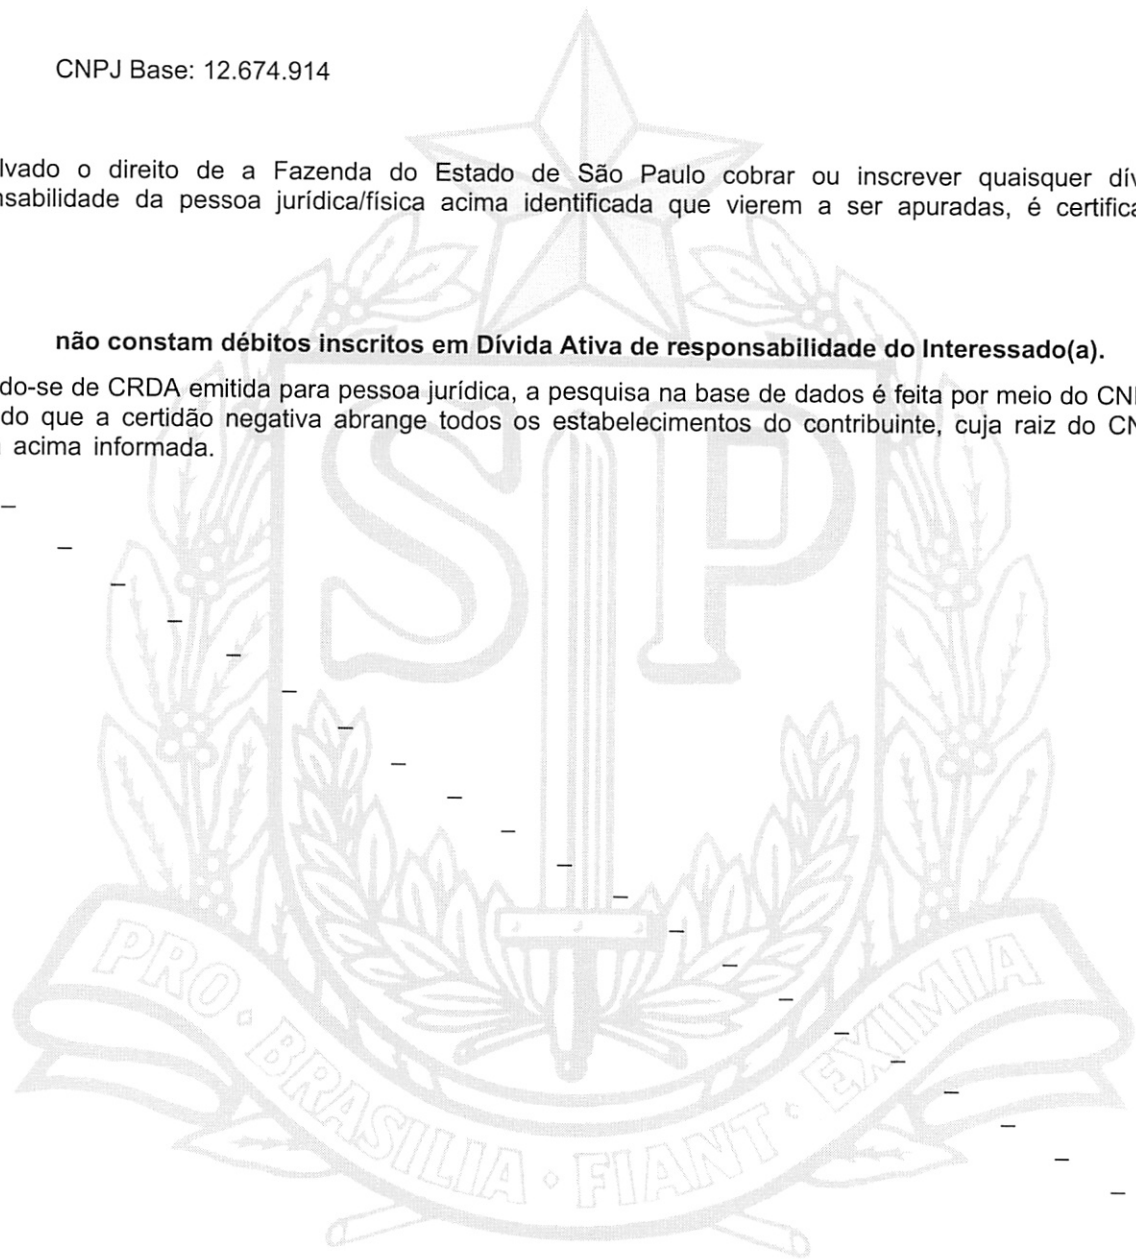 CNPJ Base: 12.674.914
lvado o direito de a Fazenda do Estado de São Paulo cobrar ou inscrever quaisquer dív
nsabilidade da pessoa jurídica/física acima identificada que vierem a ser apuradas, é certifica
não constam débitos inscritos em Dívida Ativa de responsabilidade do Interessado(a).
do-se de CRDA emitida para pessoa jurídica, a pesquisa na base de dados é feita por meio do CN
do que a certidão negativa abrange todos os estabelecimentos do contribuinte, cuja raiz do CN
acima informada.
SP
PRO · BRASILIA · FIANT · EXIMIA